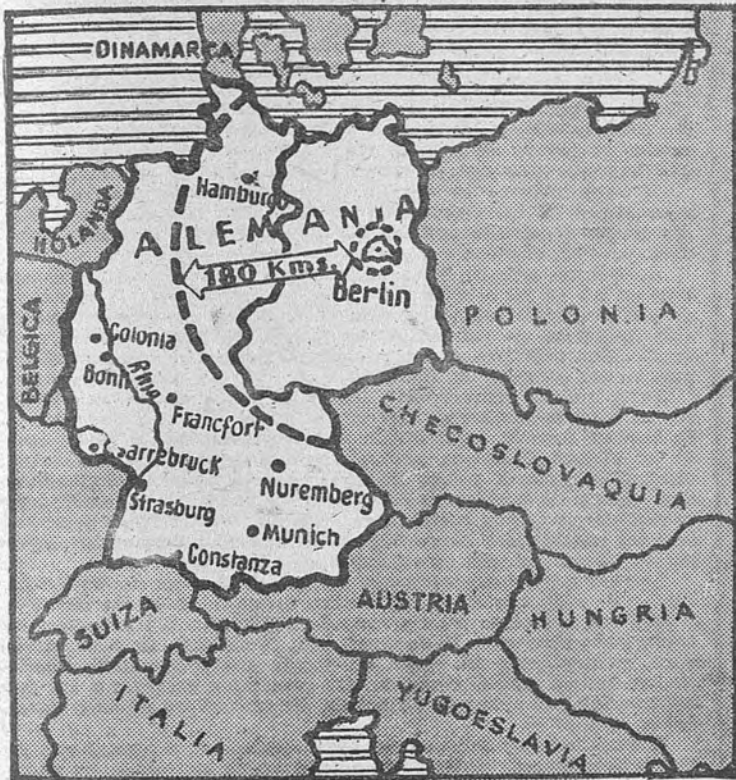 DINAMARCA
Hamburgo
HOLANDA
ALEMANIA
180 Kms.
Berlin
POLONIA
BELGICA
Colonia
Bonn
Rhin
Francfort
CHECOSLOVAQUIA
Sarrebruck
Nuremberg
Strasburg
Munich
Constanza
SUIZA
AUSTRIA
HUNGRIA
ITALIA
YUGOESLAVIA